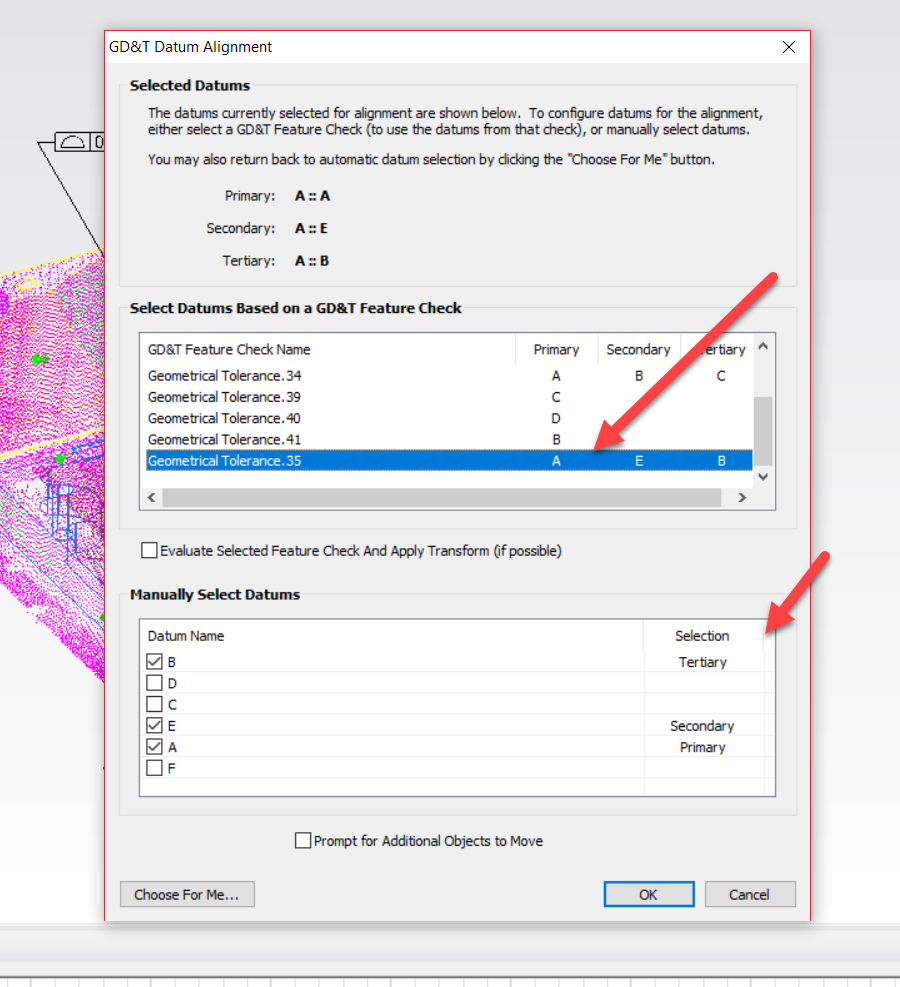 GD&T Datum Alignment
Selected Datums
The datums currently selected for alignment are shown below. To configure datums for the alignment,
either select a GD&T Feature Check (to use the datums from that check), or manually select datums.
You may also return back to automatic datum selection by clicking the "Choose For Me" button.
Primary: A :: A
Secondary: A :: E
Tertiary: A :: B
Select Datums Based on a GD&T Feature Check
GD&T Feature Check Name Primary Secondary ertiary
Geometrical Tolerance.34 A B C
Geometrical Tolerance.39 C
Geometrical Tolerance.40 D
Geometrical Tolerance.41 B
Geometrical Tolerance.35 A E B
Evaluate Selected Feature Check And Apply Transform (if possible)
Manually Select Datums
Datum Name Selection
B Tertiary
D
C
E Secondary
A Primary
F
Prompt for Additional Objects to Move
Choose For Me... OK Cancel